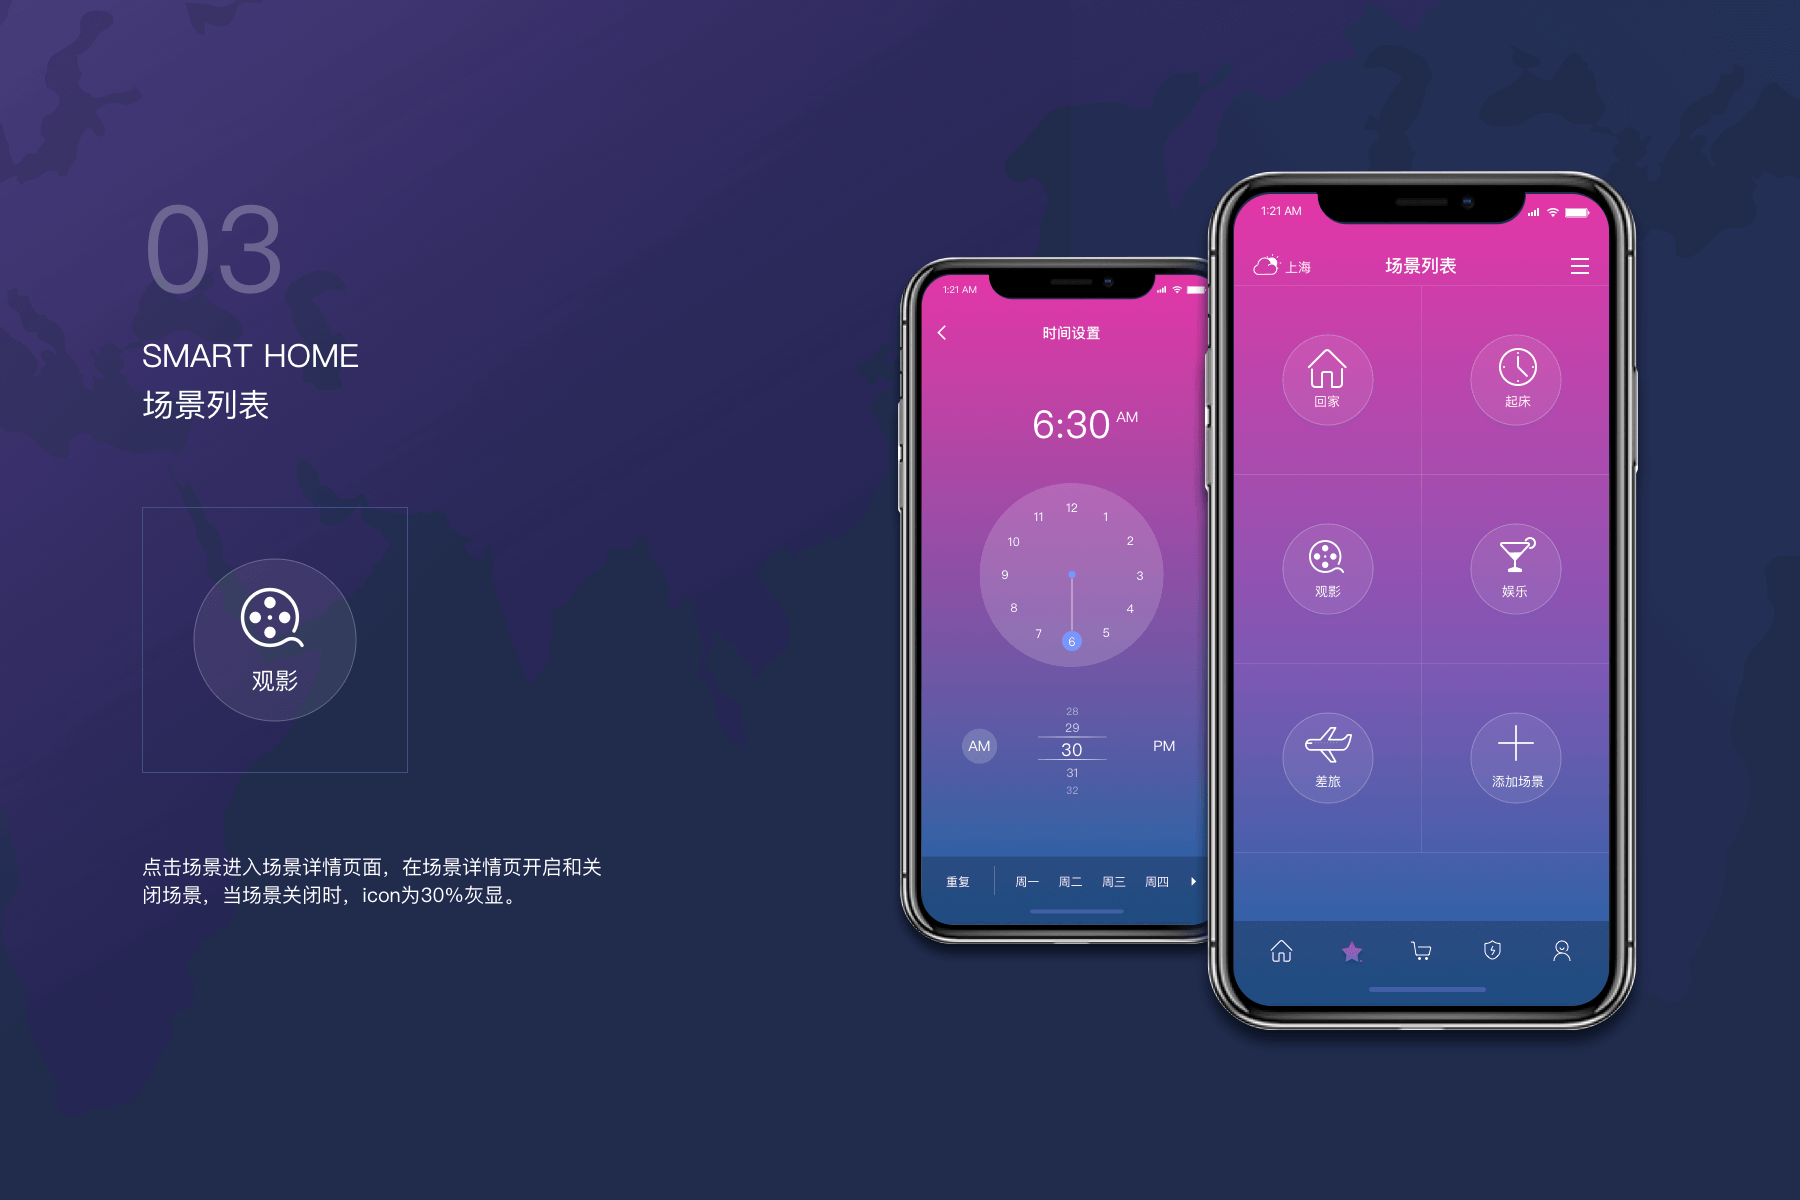 03
SMART HOME
场景列表
观影
点击场景进入场景详情页面，在场景详情页开启和关
闭场景，当场景关闭时，icon为30%灰显。
1:21 AM
时间设置
6:30 AM
12
1
2
3
4
5
6
7
8
9
10
11
28
29
30
31
32
AM
PM
重复
周一 周二 周三 周四
1:21 AM
上海
场景列表
回家
起床
观影
娱乐
差旅
添加场景